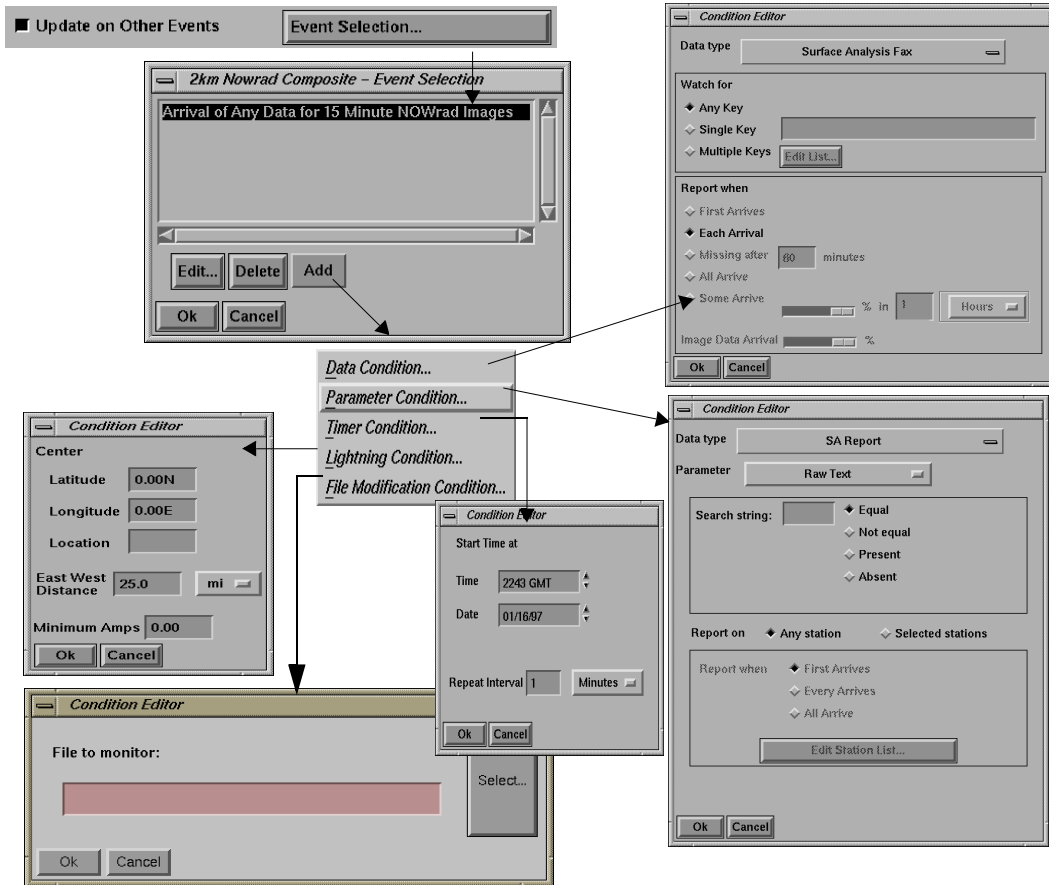 Update on Other Events
Event Selection...
2km Nowrad Composite – Event Selection
Arrival of Any Data for 15 Minute NOWrad Images
Edit...
Delete
Add
Ok
Cancel
Data Condition...
Parameter Condition...
Timer Condition...
Lightning Condition...
File Modification Condition...
Condition Editor
Data type
Surface Analysis Fax
Watch for
Any Key
Single Key
Multiple Keys
Edit List...
Report when
First Arrives
Each Arrival
Missing after 60 minutes
All Arrive
Some Arrive % in 1 Hours
Image Data Arrival %
Ok
Cancel
Condition Editor
Center
Latitude 0.00N
Longitude 0.00E
Location
East West
Distance 25.0 mi
Minimum Amps 0.00
Ok
Cancel
Condition Editor
Start Time at
Time 2243 GMT
Date 01/16/97
Repeat Interval 1 Minutes
Ok
Cancel
Condition Editor
Data type SA Report
Parameter Raw Text
Search string:
Equal
Not equal
Present
Absent
Report on Any station Selected stations
Report when First Arrives
Every Arrives
All Arrive
Edit Station List...
Ok
Cancel
Condition Editor
File to monitor:
Select...
Ok
Cancel